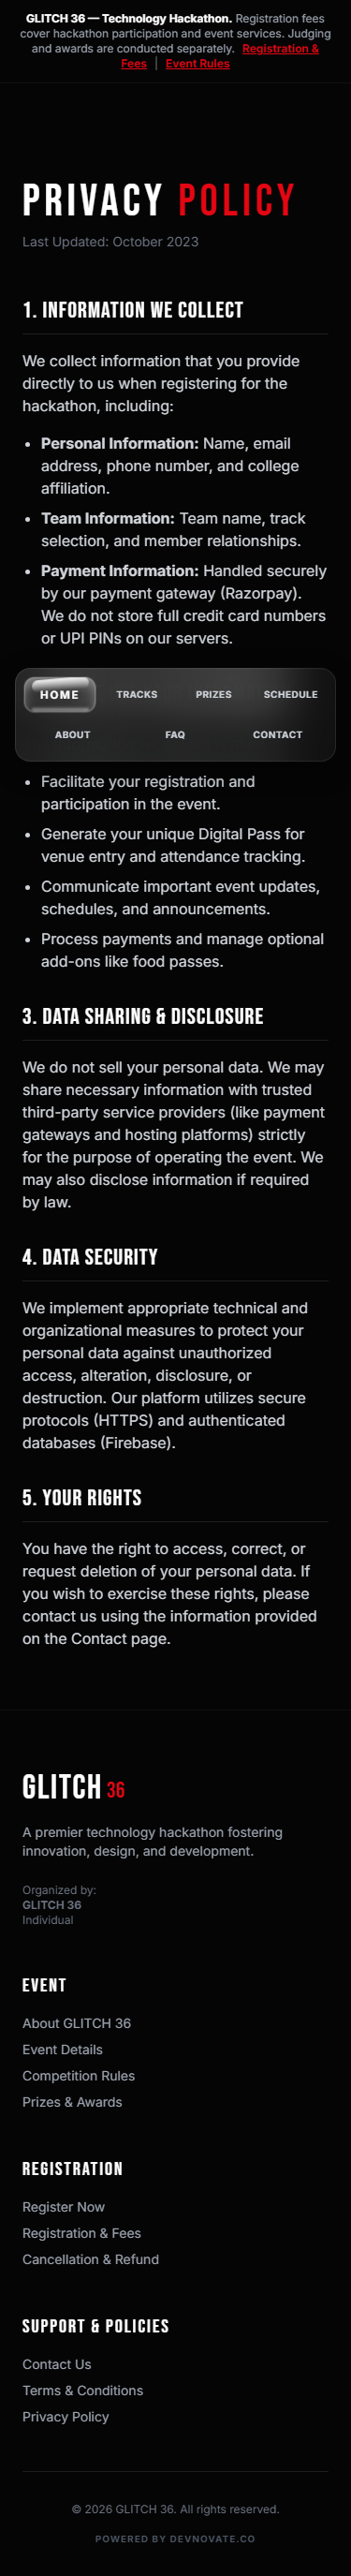 GLITCH 36 — Technology Hackathon. Registration fees
cover hackathon participation and event services. Judging
and awards are conducted separately. Registration &
Fees | Event Rules
PRIVACY POLICY
Last Updated: October 2023
1. INFORMATION WE COLLECT
We collect information that you provide
directly to us when registering for the
hackathon, including:
• Personal Information: Name, email
address, phone number, and college
affiliation.
• Team Information: Team name, track
selection, and member relationships.
• Payment Information: Handled securely
by our payment gateway (Razorpay).
We do not store full credit card numbers
or UPI PINs on our servers.
HOME TRACKS PRIZES SCHEDULE
ABOUT FAQ CONTACT
• Facilitate your registration and
participation in the event.
• Generate your unique Digital Pass for
venue entry and attendance tracking.
• Communicate important event updates,
schedules, and announcements.
• Process payments and manage optional
add-ons like food passes.
3. DATA SHARING & DISCLOSURE
We do not sell your personal data. We may
share necessary information with trusted
third-party service providers (like payment
gateways and hosting platforms) strictly
for the purpose of operating the event. We
may also disclose information if required
by law.
4. DATA SECURITY
We implement appropriate technical and
organizational measures to protect your
personal data against unauthorized
access, alteration, disclosure, or
destruction. Our platform utilizes secure
protocols (HTTPS) and authenticated
databases (Firebase).
5. YOUR RIGHTS
You have the right to access, correct, or
request deletion of your personal data. If
you wish to exercise these rights, please
contact us using the information provided
on the Contact page.
GLITCH 36
A premier technology hackathon fostering
innovation, design, and development.
Organized by:
GLITCH 36
Individual
EVENT
About GLITCH 36
Event Details
Competition Rules
Prizes & Awards
REGISTRATION
Register Now
Registration & Fees
Cancellation & Refund
SUPPORT & POLICIES
Contact Us
Terms & Conditions
Privacy Policy
© 2026 GLITCH 36. All rights reserved.
POWERED BY DEVNOVATE.CO